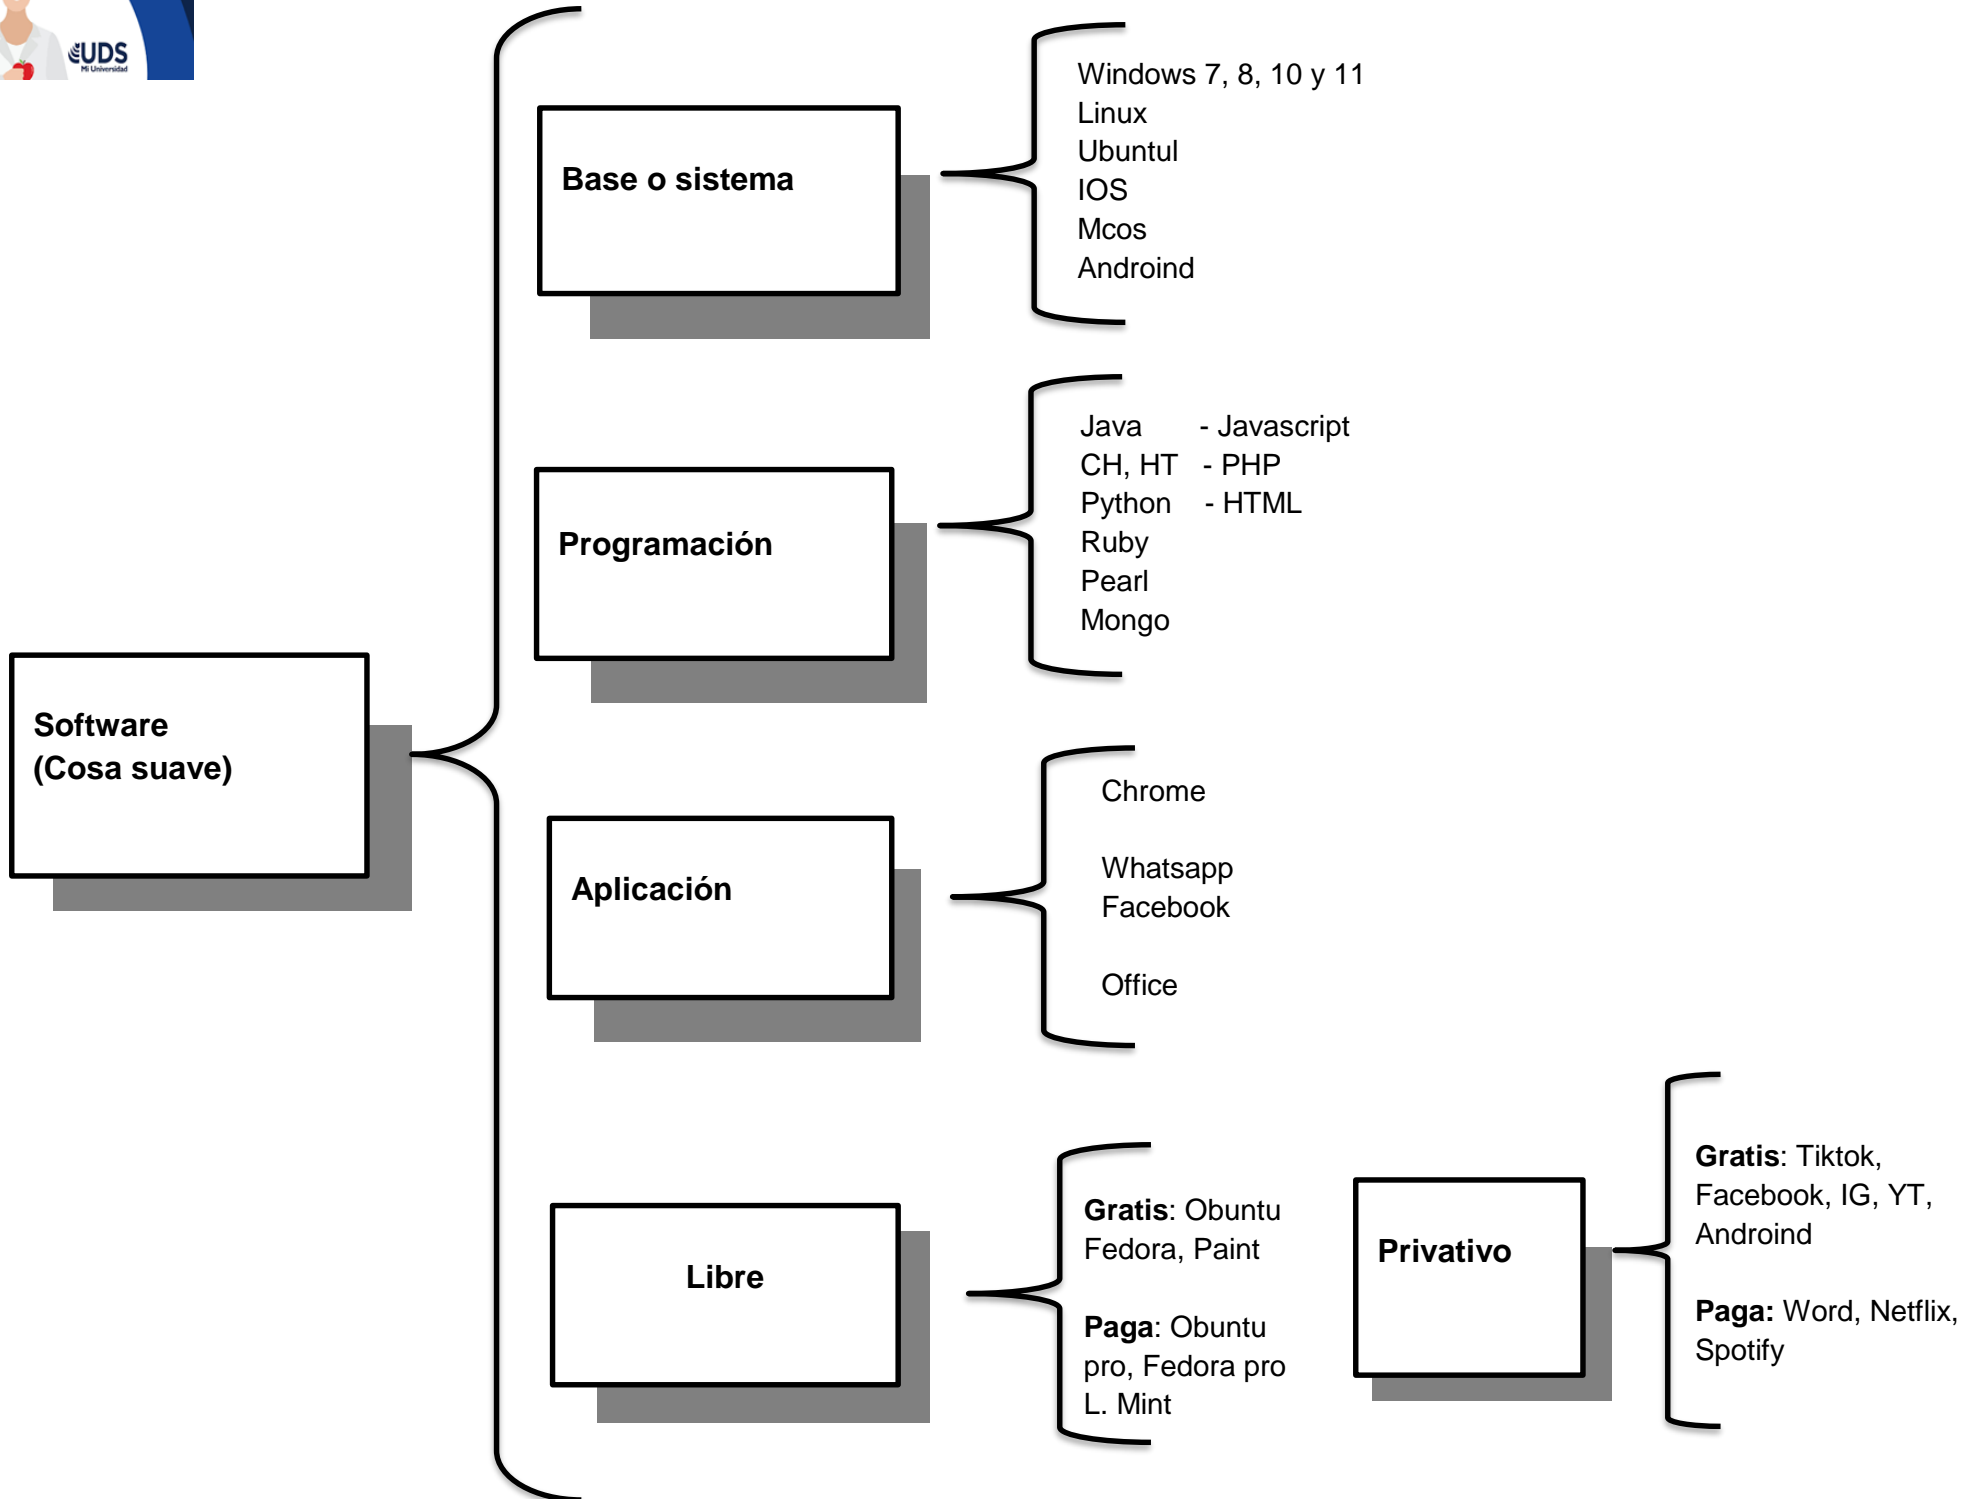 UDS
Mi Universidad
Software
(Cosa suave)
Base o sistema
Windows 7, 8, 10 y 11
Linux
Ubuntul
IOS
Mcos
Androind
Programación
Java - Javascript
CH, HT - PHP
Python - HTML
Ruby
Pearl
Mongo
Aplicación
Chrome
Whatsapp
Facebook
Office
Libre
Gratis: Obuntu
Fedora, Paint
Paga: Obuntu
pro, Fedora pro
L. Mint
Privativo
Gratis: Tiktok,
Facebook, IG, YT,
Androind
Paga: Word, Netflix,
Spotify